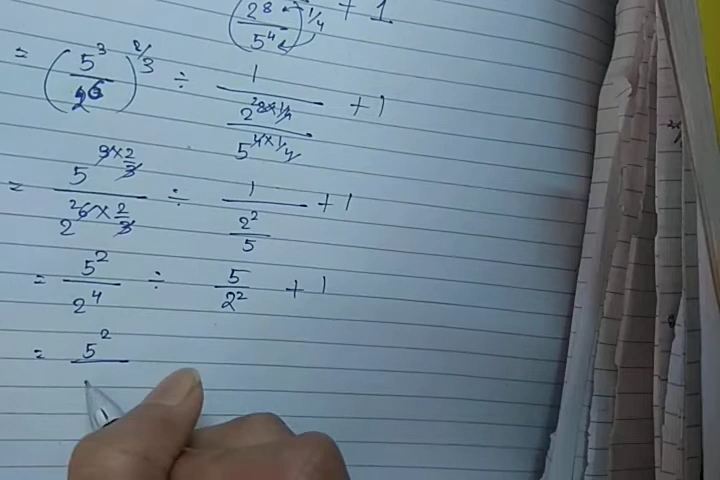 (2^8/5^4)^1/4 + 1
= (5^3/2^6)^2/3 ÷ 1/(2^8×1/4/5^4×1/4) + 1
= 5^3×2/3/2^6×2/3 ÷ 1/(2^2/5) + 1
= 5^2/2^4 ÷ 5/2^2 + 1
= 5^2